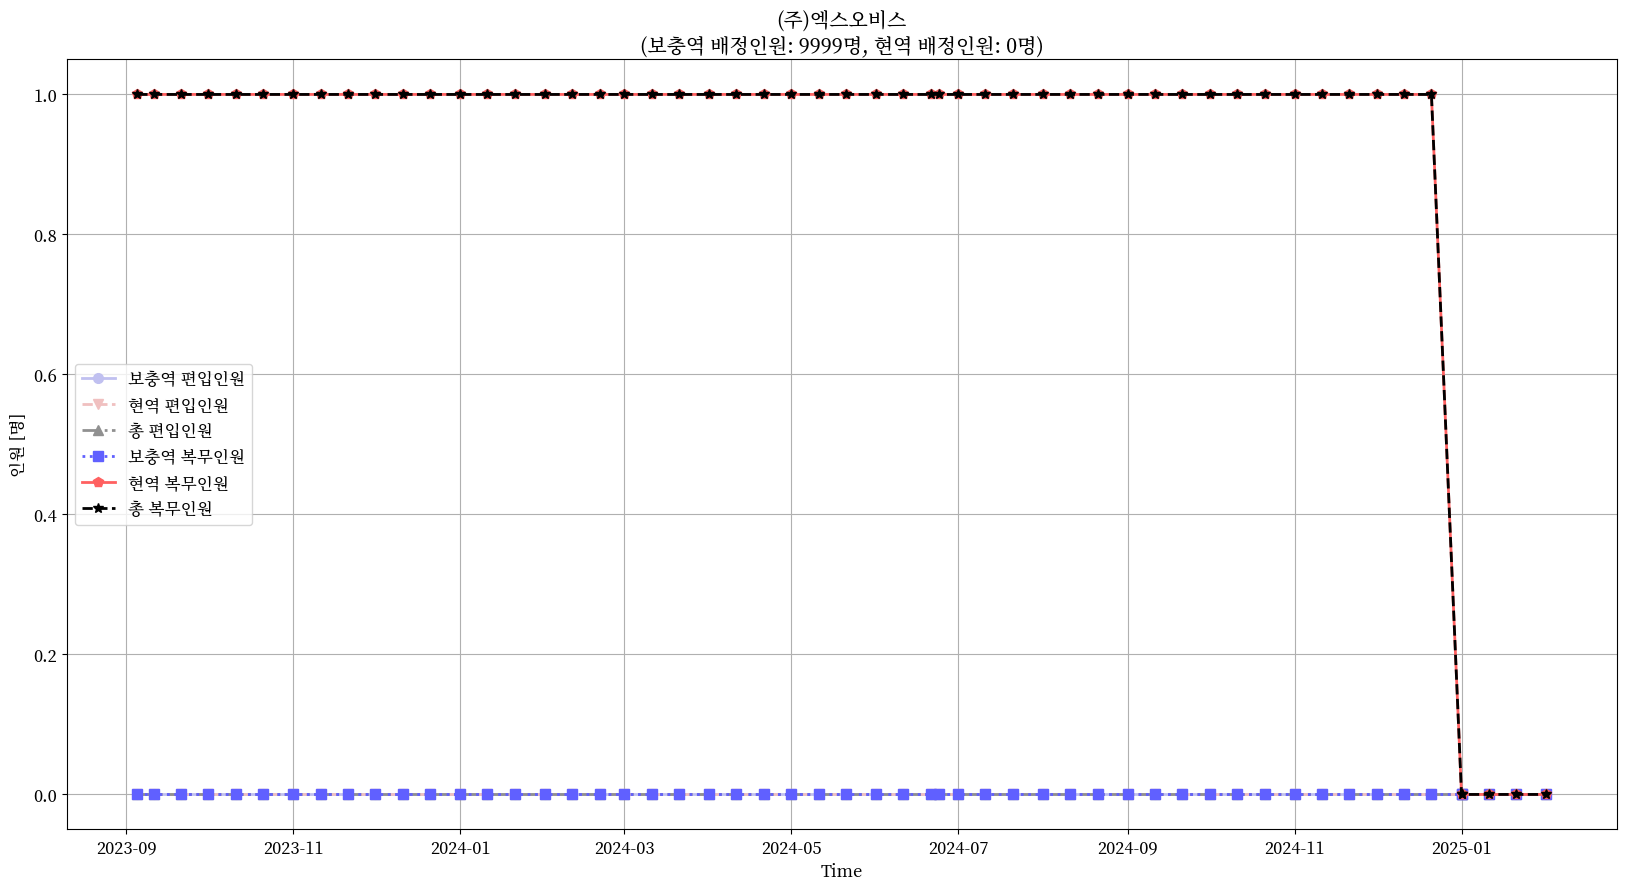 (주)엑스오비스
(보충역 배정인원: 9999명, 현역 배정인원: 0명)
1.0
0.8
0.6
0.4
0.2
0.0
인원 [명]
보충역 편입인원
현역 편입인원
총 편입인원
보충역 복무인원
현역 복무인원
총 복무인원
2023-09
2023-11
2024-01
2024-03
2024-05
2024-07
2024-09
2024-11
2025-01
Time